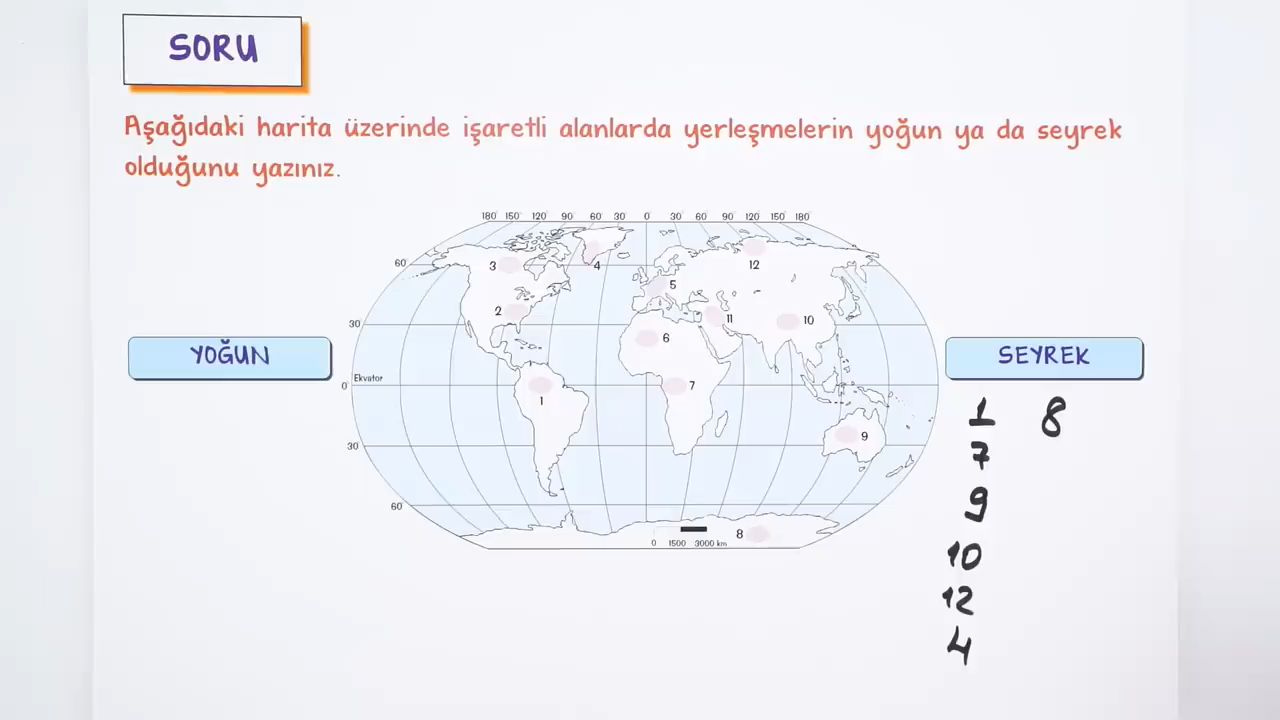 SORU
Aşağıdaki harita üzerinde işaretli alanlarda yerleşmelerin yoğun ya da seyrek
olduğunu yazınız.
180 150 120 90 60 30 0 30 60 90 120 150 180
60
3
4
12
5
2
11
10
30
6
YOĞUN
SEYREK
Ekvator
0
1
7
1 8
7
9
30
9
10
12
4
60
8
0 1500 3000 km